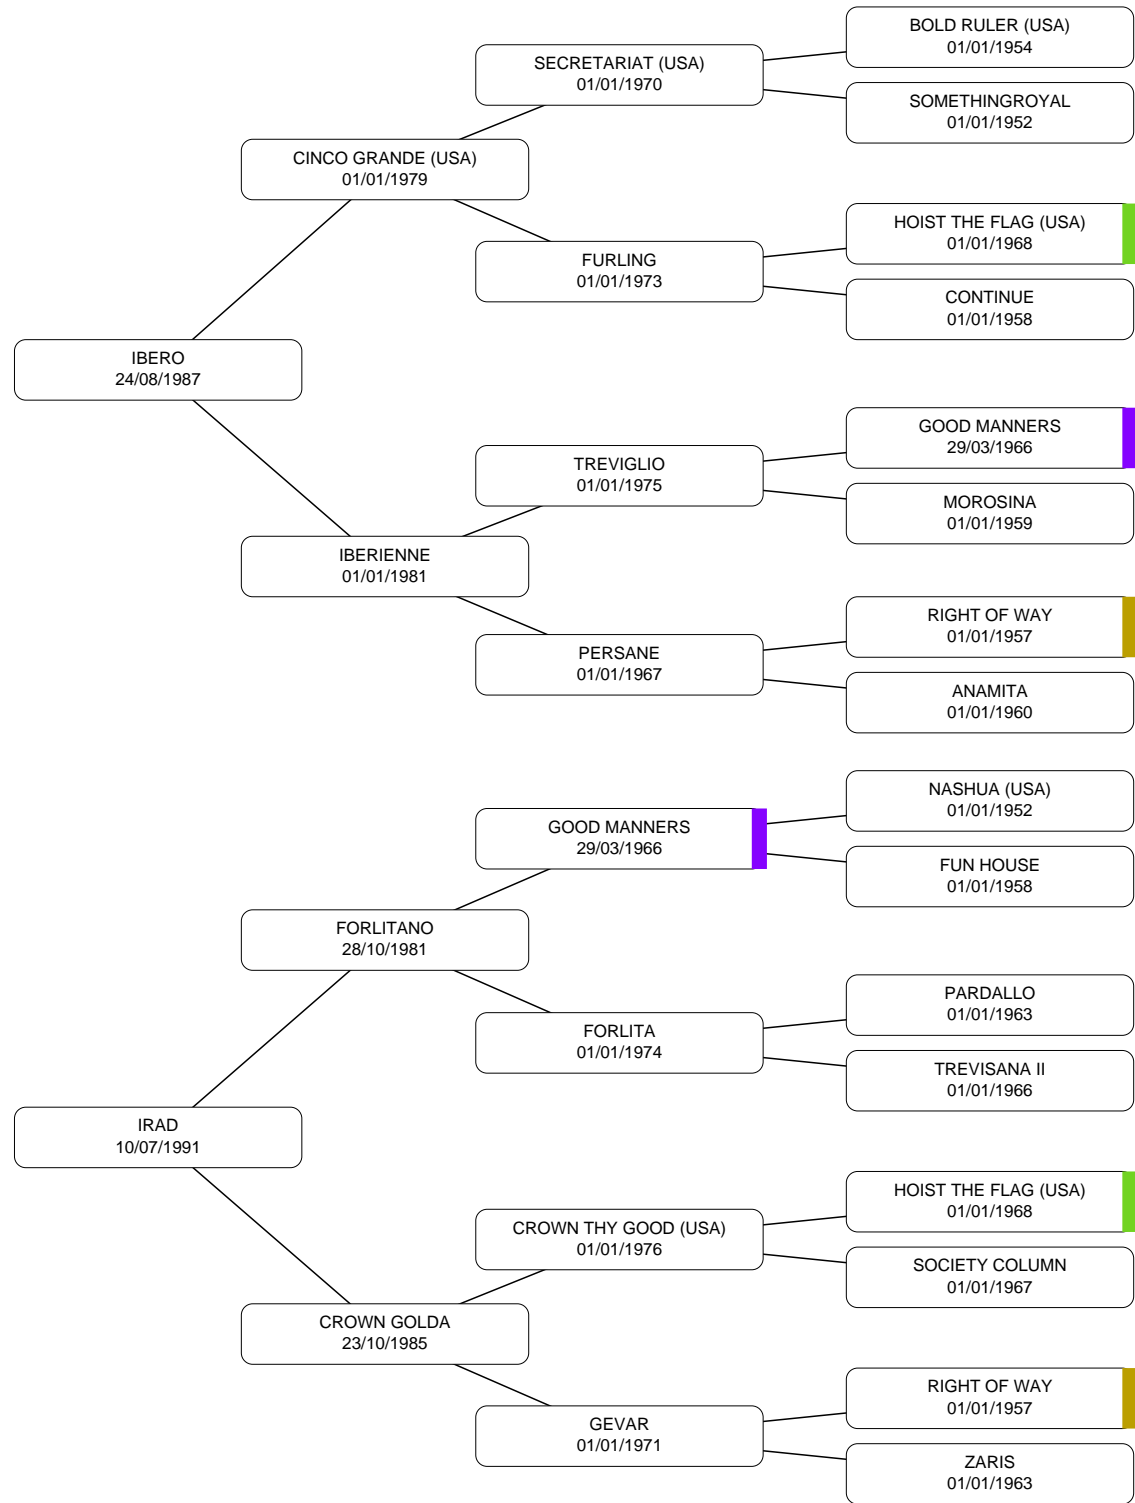 BOLD RULER (USA)
01/01/1954
SECRETARIAT (USA)
01/01/1970
SOMETHINGROYAL
01/01/1952
CINCO GRANDE (USA)
01/01/1979
HOIST THE FLAG (USA)
01/01/1968
FURLING
01/01/1973
CONTINUE
01/01/1958
IBERO
24/08/1987
GOOD MANNERS
29/03/1966
TREVIGLIO
01/01/1975
MOROSINA
01/01/1959
IBERIENNE
01/01/1981
RIGHT OF WAY
01/01/1957
PERSANE
01/01/1967
ANAMITA
01/01/1960
NASHUA (USA)
01/01/1952
GOOD MANNERS
29/03/1966
FUN HOUSE
01/01/1958
FORLITANO
28/10/1981
PARDALLO
01/01/1963
FORLITA
01/01/1974
TREVISANA II
01/01/1966
IRAD
10/07/1991
HOIST THE FLAG (USA)
01/01/1968
CROWN THY GOOD (USA)
01/01/1976
SOCIETY COLUMN
01/01/1967
CROWN GOLDA
23/10/1985
RIGHT OF WAY
01/01/1957
GEVAR
01/01/1971
ZARIS
01/01/1963